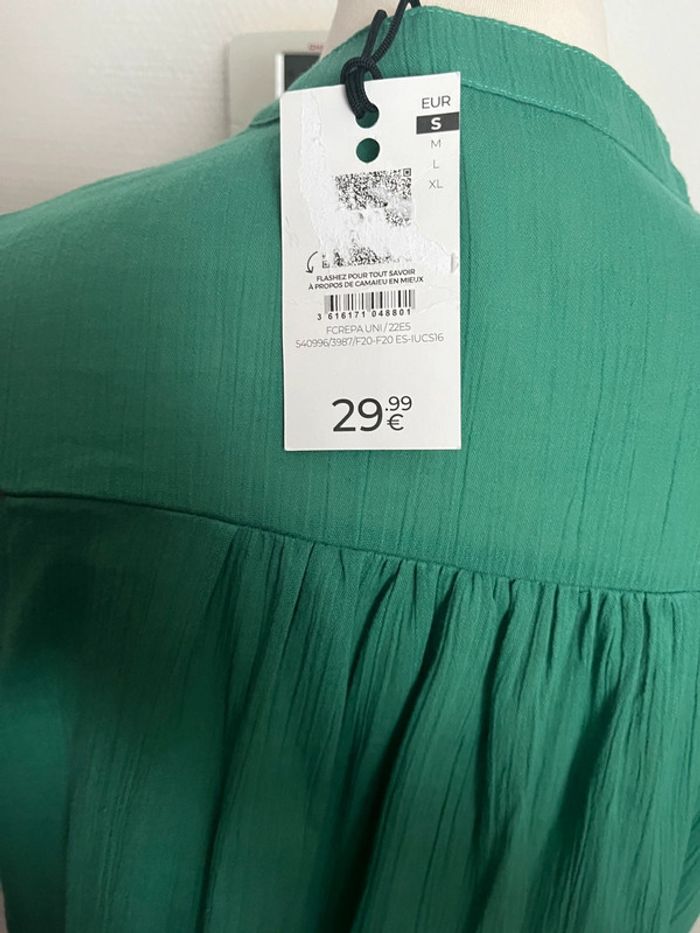 EUR
S
M
L
XL
FLASHEZ POUR TOUT SAVOIR
À PROPOS DE CAMAIEU EN MIEUX
3 616171 048801
FCREPA UNI / 22E5
540996/3987/F20-F20 ES-IUCS16
29.99 €